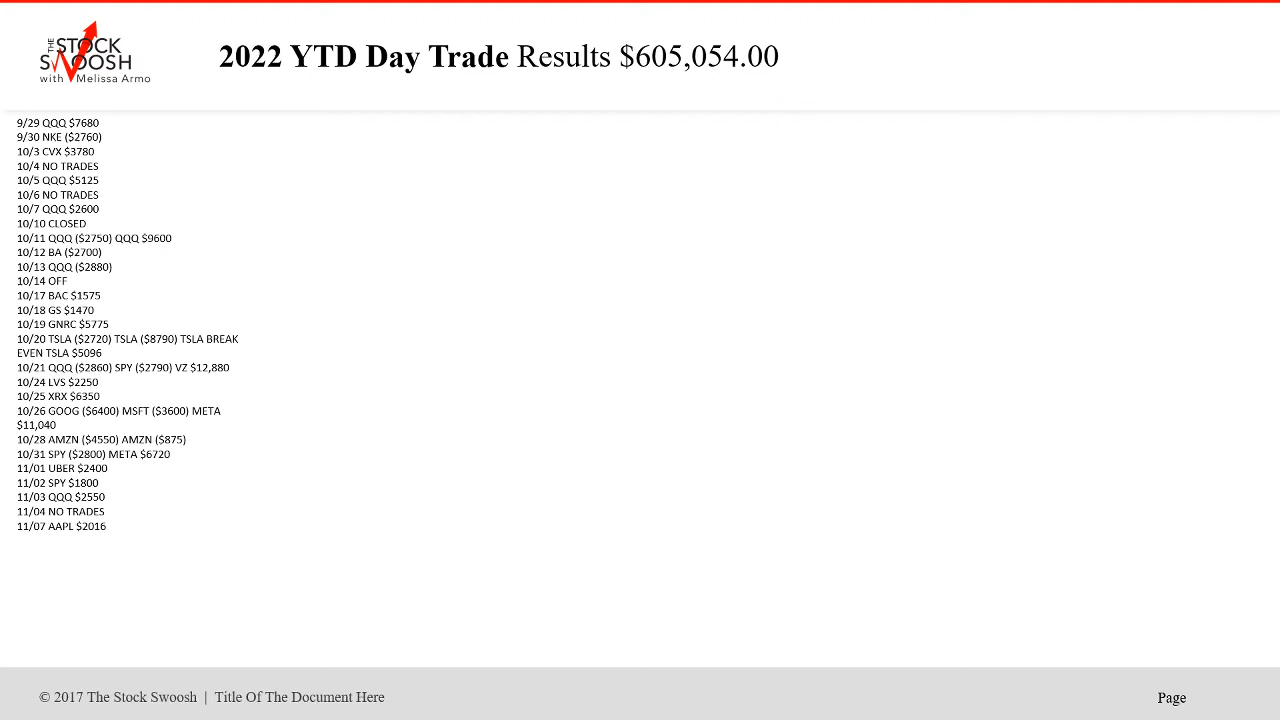 THE STOCK
SWOOSH
with Melissa Armo
2022 YTD Day Trade Results $605,054.00
9/29 QQQ $7680
9/30 NKE ($2760)
10/3 CVX $3780
10/4 NO TRADES
10/5 QQQ $5125
10/6 NO TRADES
10/7 QQQ $2600
10/10 CLOSED
10/11 QQQ ($2750) QQQ $9600
10/12 BA ($2700)
10/13 QQQ ($2880)
10/14 OFF
10/17 BAC $1575
10/18 GS $1470
10/19 GNRC $5775
10/20 TSLA ($2720) TSLA ($8790) TSLA BREAK
EVEN TSLA $5096
10/21 QQQ ($2860) SPY ($2790) VZ $12,880
10/24 LVS $2250
10/25 XRX $6350
10/26 GOOG ($6400) MSFT ($3600) META
$11,040
10/28 AMZN ($4550) AMZN ($875)
10/31 SPY ($2800) META $6720
11/01 UBER $2400
11/02 SPY $1800
11/03 QQQ $2550
11/04 NO TRADES
11/07 AAPL $2016
© 2017 The Stock Swoosh | Title Of The Document Here
Page